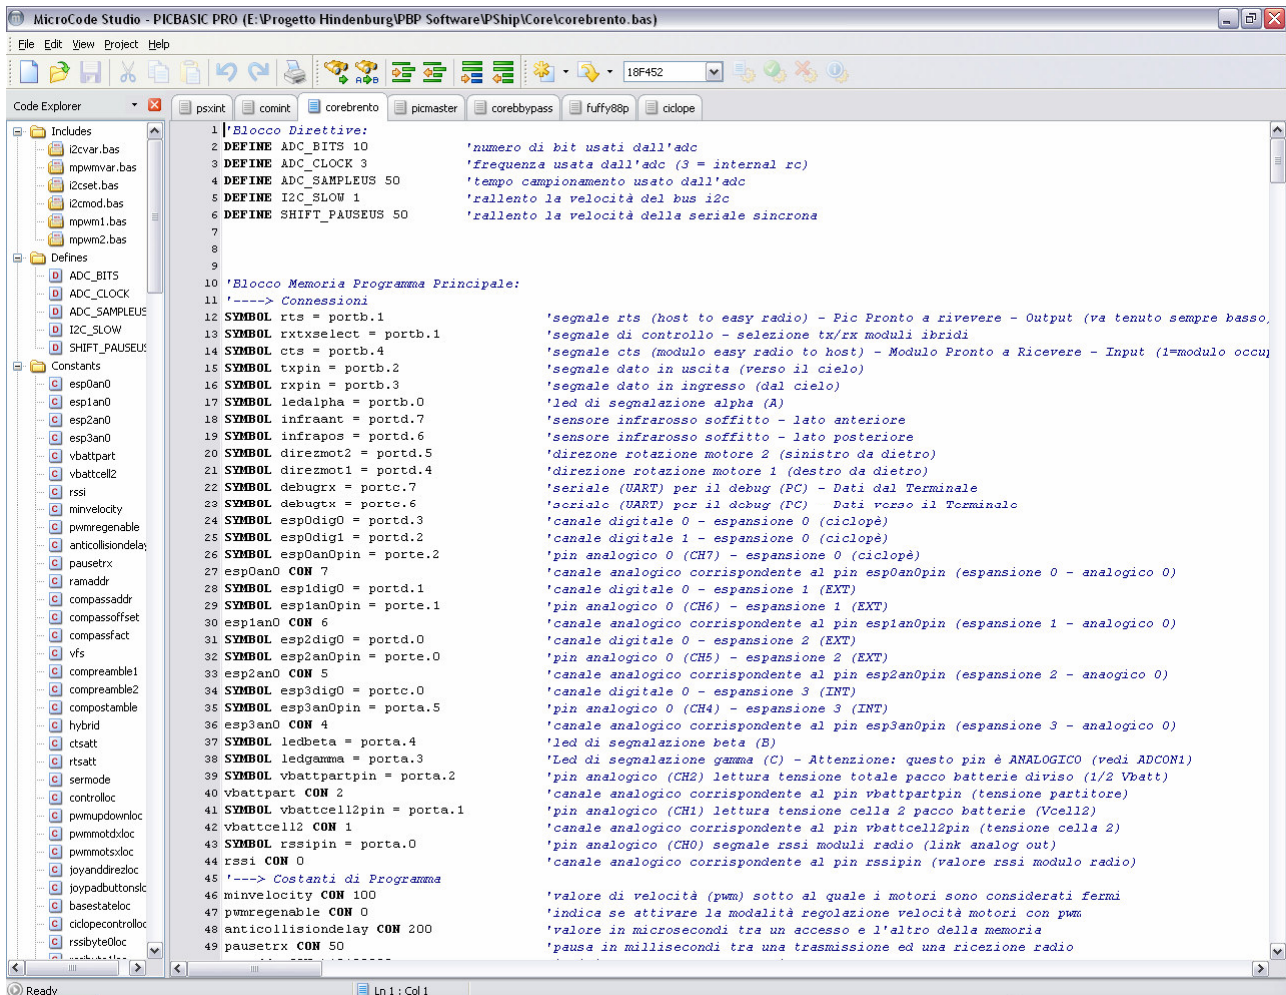 MicroCode Studio - PICBASIC PRO (E:\Progetto Hindenburg\PBP Software\PShip\Core\corebrento.bas)
File Edit View Project Help
18F452
Code Explorer
psxint comint corebrento picmaster corebbypass fuffy88p ciclope
Includes
i2cvar.bas
mpwmvar.bas
i2cset.bas
i2cmod.bas
mpwm1.bas
mpwm2.bas
Defines
ADC_BITS
ADC_CLOCK
ADC_SAMPLEUS
I2C_SLOW
SHIFT_PAUSEUS
Constants
esp0an0
esp1an0
esp2an0
esp3an0
vbattpart
vbattcell2
rssi
minvelocity
pwmregenable
anticollisiondelay
pausetrx
ramaddr
compassaddr
compassoffset
compassfact
vfs
compreamble1
compreamble2
compostamble
hybrid
ctsatt
rtsatt
sermode
controlloc
pwmupdownloc
pwmmotdxloc
pwmmotsxloc
joyanddirezloc
joypadbuttonslo
basestateloc
ciclopecontrolloc
rssibyte0loc
1 'Blocco Direttive:
2 DEFINE ADC_BITS 10 'numero di bit usati dall'adc
3 DEFINE ADC_CLOCK 3 'frequenza usata dall'adc (3 = internal rc)
4 DEFINE ADC_SAMPLEUS 50 'tempo campionamento usato dall'adc
5 DEFINE I2C_SLOW 1 'rallento la velocità del bus i2c
6 DEFINE SHIFT_PAUSEUS 50 'rallento la velocità della seriale sincrona
7
8
9
10 'Blocco Memoria Programma Principale:
11 '----> Connessioni
12 SYMBOL rts = portb.1 'segnale rts (host to easy radio) - Pic Pronto a rivevere - Output (va tenuto sempre basso,
13 SYMBOL rxtxselect = portb.1 'segnale di controllo - selezione tx/rx moduli ibridi
14 SYMBOL cts = portb.4 'segnale cts (modulo easy radio to host) - Modulo Pronto a Ricevere - Input (1=modulo occup
15 SYMBOL txpin = portb.2 'segnale dato in uscita (verso il cielo)
16 SYMBOL rxpin = portb.3 'segnale dato in ingresso (dal cielo)
17 SYMBOL ledalpha = portb.0 'led di segnalazione alpha (A)
18 SYMBOL infraant = portd.7 'sensore infrarosso soffitto - lato anteriore
19 SYMBOL infrapos = portd.6 'sensore infrarosso soffitto - lato posteriore
20 SYMBOL direzmot2 = portd.5 'direzone rotazione motore 2 (sinistro da dietro)
21 SYMBOL direzmot1 = portd.4 'direzione rotazione motore 1 (destro da dietro)
22 SYMBOL debugrx = portc.7 'seriale (UART) per il debug (PC) - Dati dal Terminale
23 SYMBOL debugtx = portc.6 'seriale (UART) per il debug (PC) - Dati verso il Terminale
24 SYMBOL esp0dig0 = portd.3 'canale digitale 0 - espansione 0 (ciclopè)
25 SYMBOL esp0dig1 = portd.2 'canale digitale 1 - espansione 0 (ciclopè)
26 SYMBOL esp0an0pin = porte.2 'pin analogico 0 (CH7) - espansione 0 (ciclopè)
27 esp0an0 CON 7 'canale analogico corrispondente al pin esp0an0pin (espansione 0 - analogico 0)
28 SYMBOL esp1dig0 = portd.1 'canale digitale 0 - espansione 1 (EXT)
29 SYMBOL esp1an0pin = porte.1 'pin analogico 0 (CH6) - espansione 1 (EXT)
30 esp1an0 CON 6 'canale analogico corrispondente al pin esp1an0pin (espansione 1 - analogico 0)
31 SYMBOL esp2dig0 = portd.0 'canale digitale 0 - espansione 2 (EXT)
32 SYMBOL esp2an0pin = porte.0 'pin analogico 0 (CH5) - espansione 2 (EXT)
33 esp2an0 CON 5 'canale analogico corrispondente al pin esp2an0pin (espansione 2 - anaogico 0)
34 SYMBOL esp3dig0 = portc.0 'canale digitale 0 - espansione 3 (INT)
35 SYMBOL esp3an0pin = porta.5 'pin analogico 0 (CH4) - espansione 3 (INT)
36 esp3an0 CON 4 'canale analogico corrispondente al pin esp3an0pin (espansione 3 - analogico 0)
37 SYMBOL ledbeta = porta.4 'led di segnalazione beta (B)
38 SYMBOL ledgamma = porta.3 'Led di segnalazione gamma (C) - Attenzione: questo pin è ANALOGICO (vedi ADCON1)
39 SYMBOL vbattpartpin = porta.2 'pin analogico (CH2) lettura tensione totale pacco batterie diviso (1/2 Vbatt)
40 vbattpart CON 2 'canale analogico corrispondente al pin vbattpartpin (tensione partitore)
41 SYMBOL vbattcell2pin = porta.1 'pin analogico (CH1) lettura tensione cella 2 pacco batterie (Vcell2)
42 vbattcell2 CON 1 'canale analogico corrispondente al pin vbattcell2pin (tensione cella 2)
43 SYMBOL rssipin = porta.0 'pin analogico (CH0) segnale rssi moduli radio (link analog out)
44 rssi CON 0 'canale analogico corrispondente al pin rssipin (valore rssi modulo radio)
45 '---> Costanti di Programma
46 minvelocity CON 100 'valore di velocità (pwm) sotto al quale i motori sono considerati fermi
47 pwmregenable CON 0 'indica se attivare la modalità regolazione velocità motori con pwm
48 anticollisiondelay CON 200 'valore in microsecondi tra un accesso e l'altro della memoria
49 pausetrx CON 50 'pausa in millisecondi tra una trasmissione ed una ricezione radio
Ready Ln 1 : Col 1